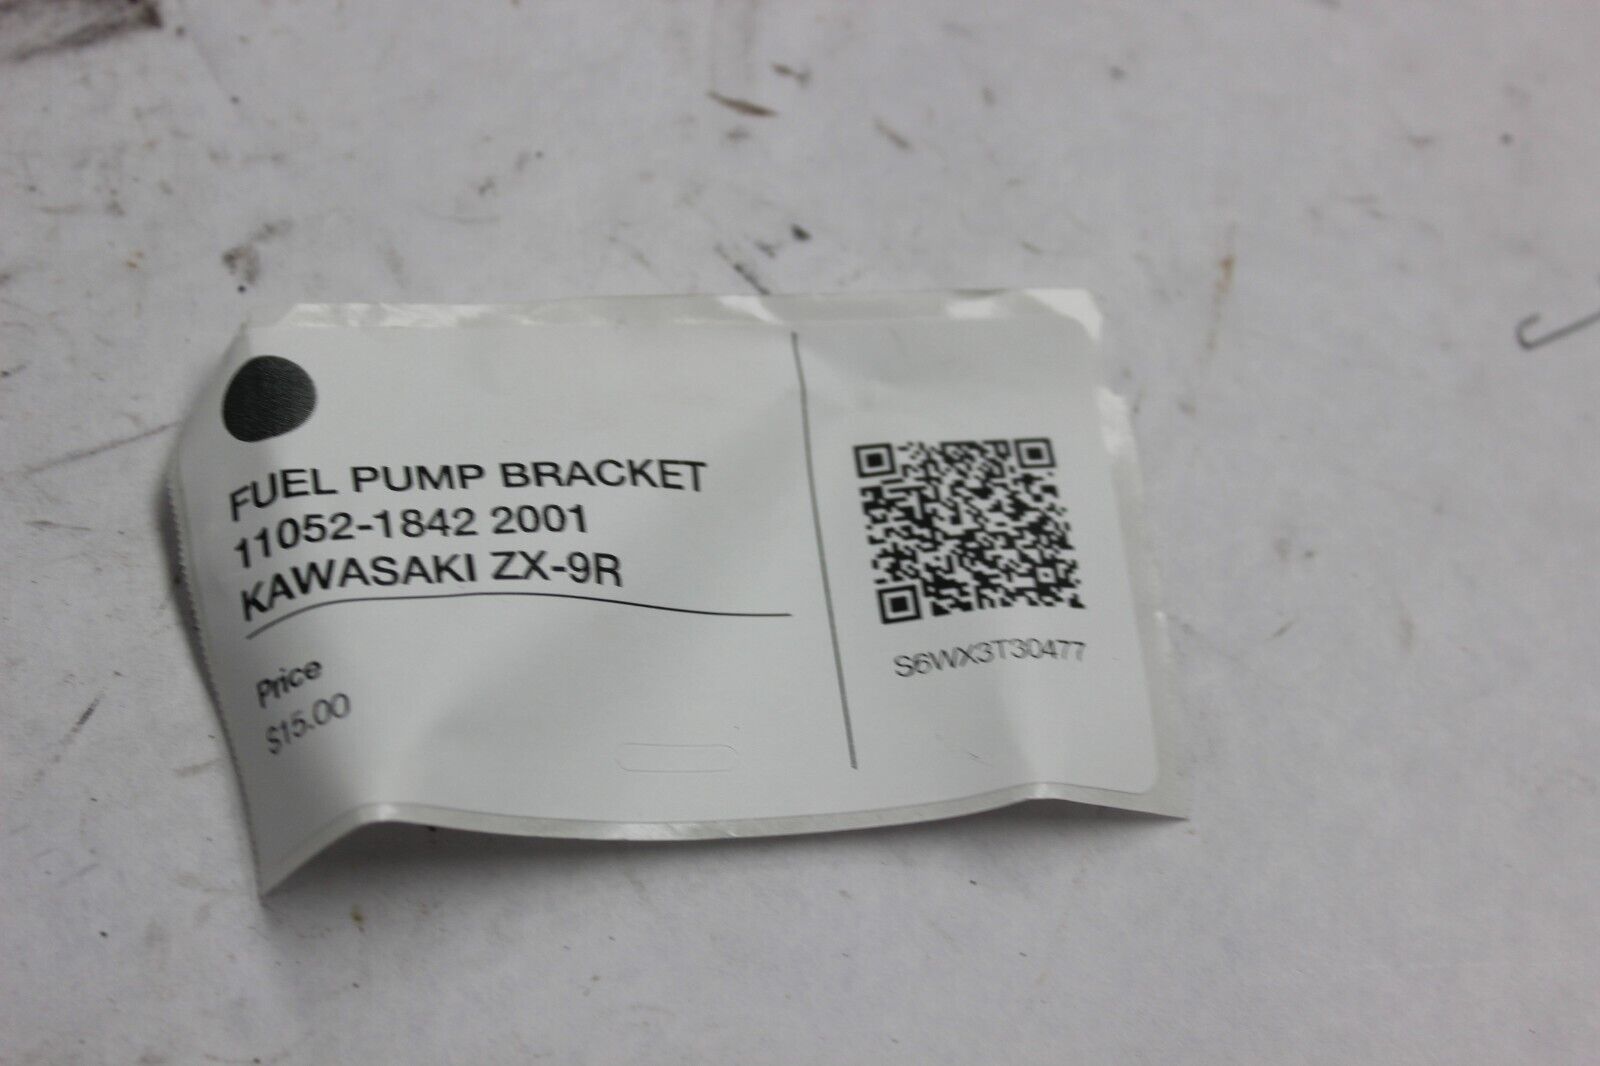 FUEL PUMP BRACKET
11052-1842 2001
KAWASAKI ZX-9R
Price
$15.00
S6WX3T30477